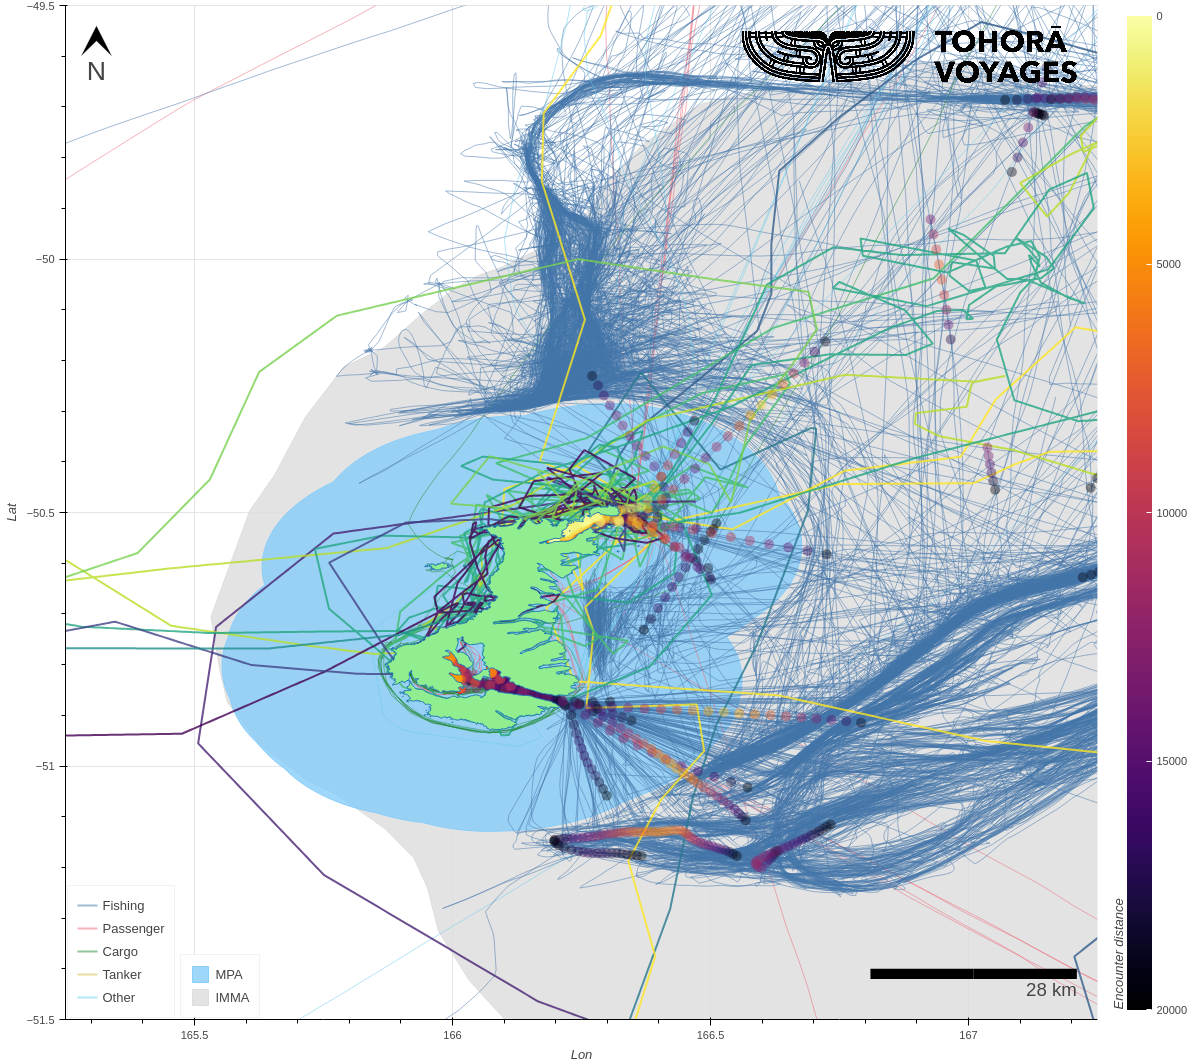 −49.5
−50
−50.5
−51
−51.5
Lat
N
TOHORĀ
VOYAGES
0
5000
10000
15000
20000
Encounter distance
Fishing
Passenger
Cargo
Tanker
Other
MPA
IMMA
28 km
165.5
166
166.5
167
Lon